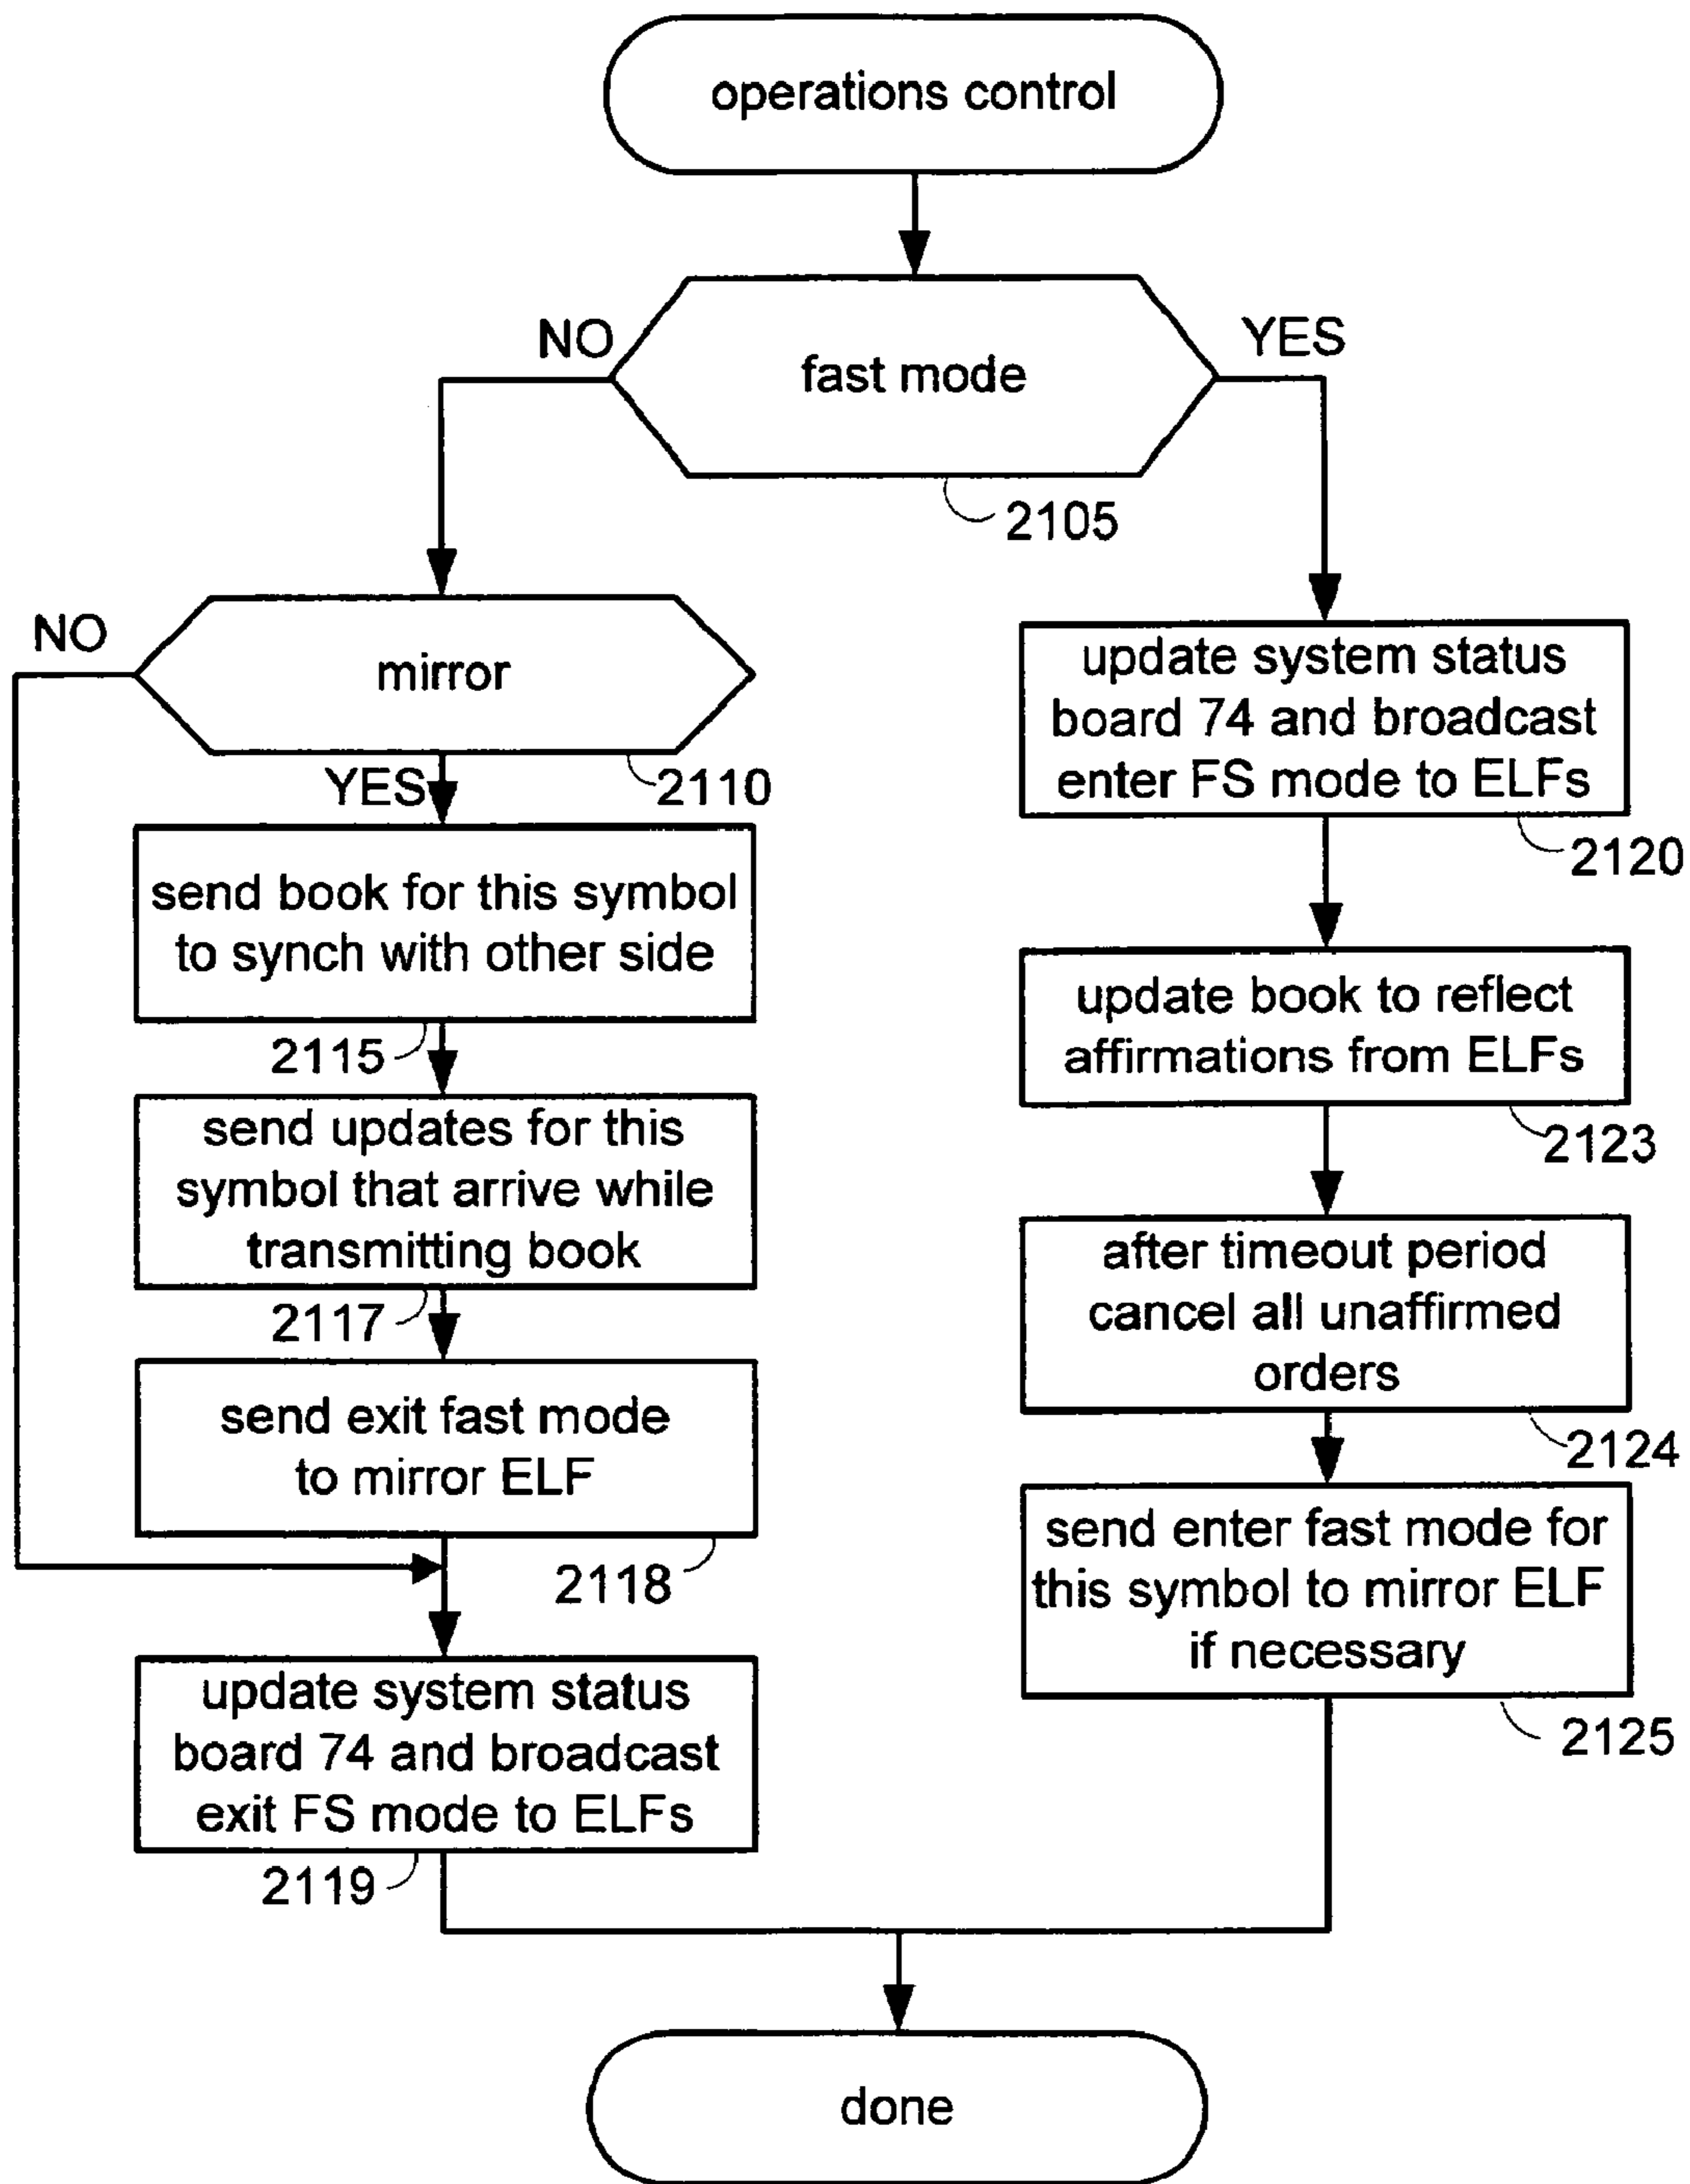 operations control
NO
YES
fast mode
2105
NO
mirror
2110
YES
send book for this symbol
to synch with other side
2115
send updates for this
symbol that arrive while
transmitting book
2117
send exit fast mode
to mirror ELF
2118
update system status
board 74 and broadcast
exit FS mode to ELFs
2119
update system status
board 74 and broadcast
enter FS mode to ELFs
2120
update book to reflect
affirmations from ELFs
2123
after timeout period
cancel all unaffirmed
orders
2124
send enter fast mode for
this symbol to mirror ELF
if necessary
2125
done